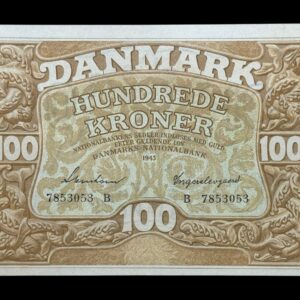 DANMARK
HUNDREDE
KRONER
NATIONALBANKENS SEDLER INDLØSES MED GULD
EFTER GÆLDENDE LOV
DANMARKS NATIONALBANK
1943
100 100
7853053 B B 7853053
100